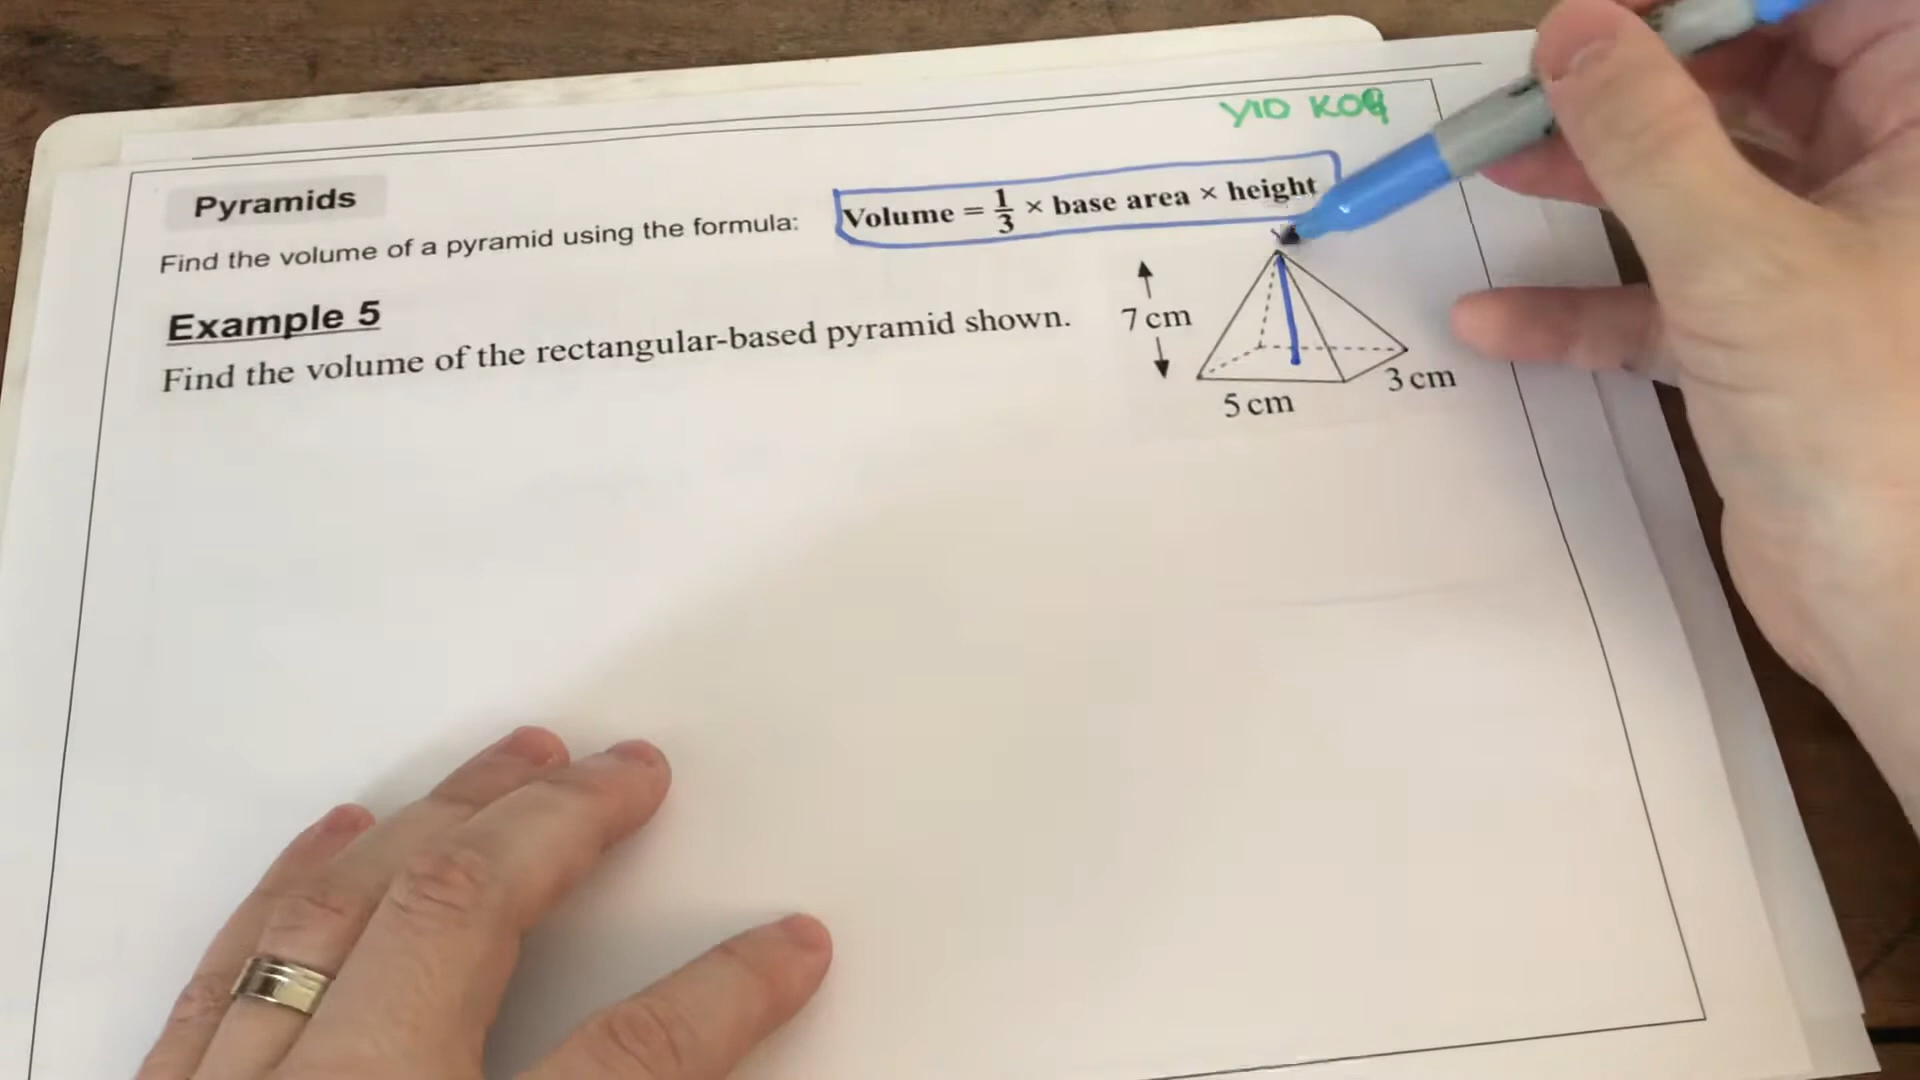 Y10 K09
Pyramids
Find the volume of a pyramid using the formula:
Volume = 1/3 × base area × height
Example 5
Find the volume of the rectangular-based pyramid shown.
7 cm
3 cm
5 cm